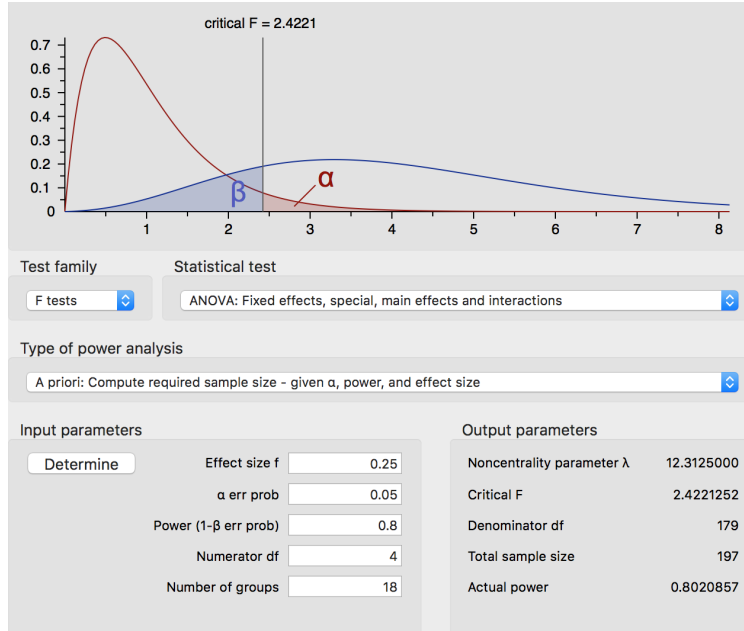 critical F = 2.4221
0.7
0.6
0.5
0.4
0.3
0.2
0.1
0
β
α
1 2 3 4 5 6 7 8
Test family Statistical test
F tests ANOVA: Fixed effects, special, main effects and interactions
Type of power analysis
A priori: Compute required sample size - given α, power, and effect size
Input parameters Output parameters
Determine Effect size f 0.25 Noncentrality parameter λ 12.3125000
α err prob 0.05 Critical F 2.4221252
Power (1-β err prob) 0.8 Denominator df 179
Numerator df 4 Total sample size 197
Number of groups 18 Actual power 0.8020857